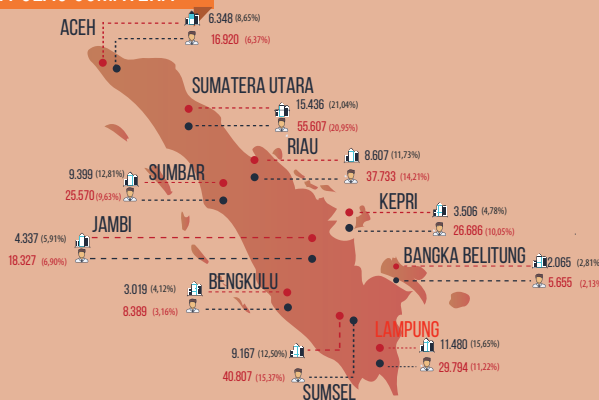 ACEH
6.348 (8,65%)
16.920 (6,37%)
SUMATERA UTARA
15.436 (21,04%)
55.607 (20,95%)
RIAU
8.607 (11,73%)
37.733 (14,21%)
SUMBAR
9.399 (12,81%)
25.570 (9,63%)
KEPRI
3.506 (4,78%)
26.686 (10,05%)
JAMBI
4.337 (5,91%)
18.327 (6,90%)
BANGKA BELITUNG
2.065 (2,81%
5.655 (2,13%
BENGKULU
3.019 (4,12%)
8.389 (3,16%)
LAMPUNG
11.480 (15,65%)
29.794 (11,22%)
9.167 (12,50%)
40.807 (15,37%)
SUMSEL